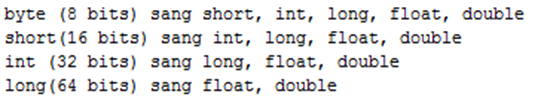 byte (8 bits) sang short, int, long, float, double
short(16 bits) sang int, long, float, double
int (32 bits) sang long, float, double
long(64 bits) sang float, double